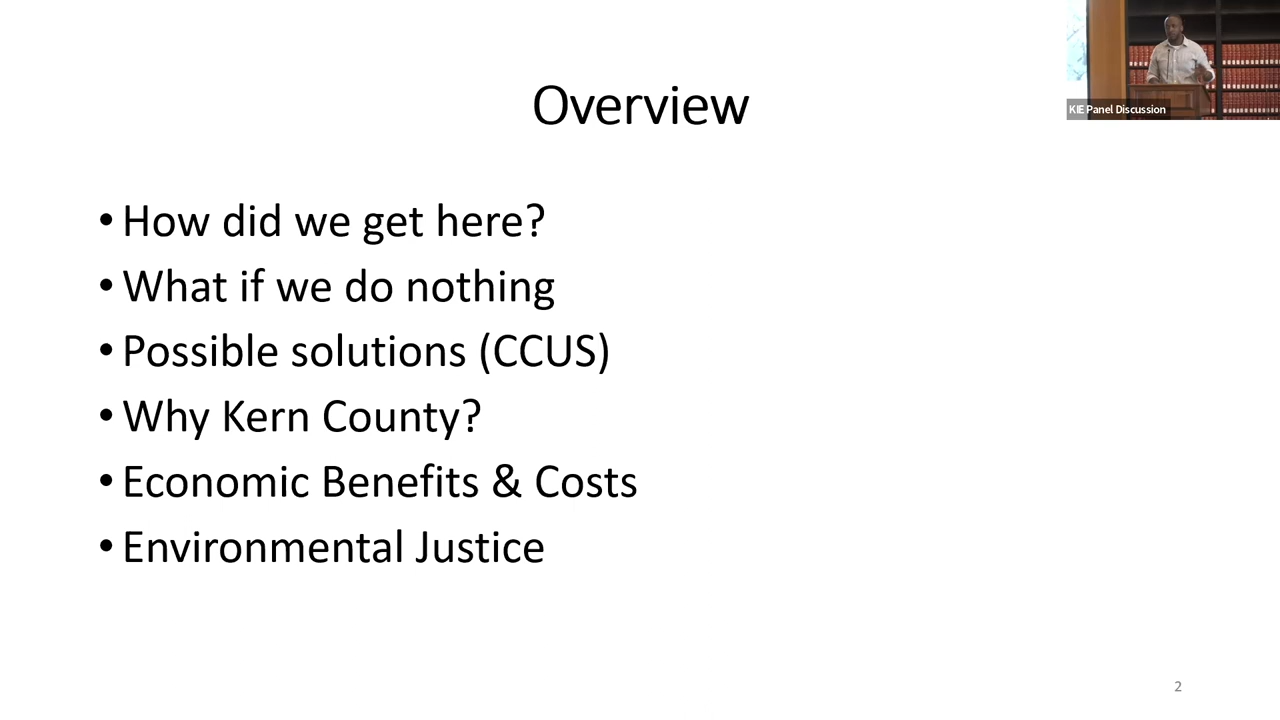 Overview
KIE Panel Discussion
• How did we get here?
• What if we do nothing
• Possible solutions (CCUS)
• Why Kern County?
• Economic Benefits & Costs
• Environmental Justice
2